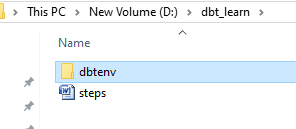 This PC > New Volume (D:) > dbt_learn >
Name
dbtenv
steps